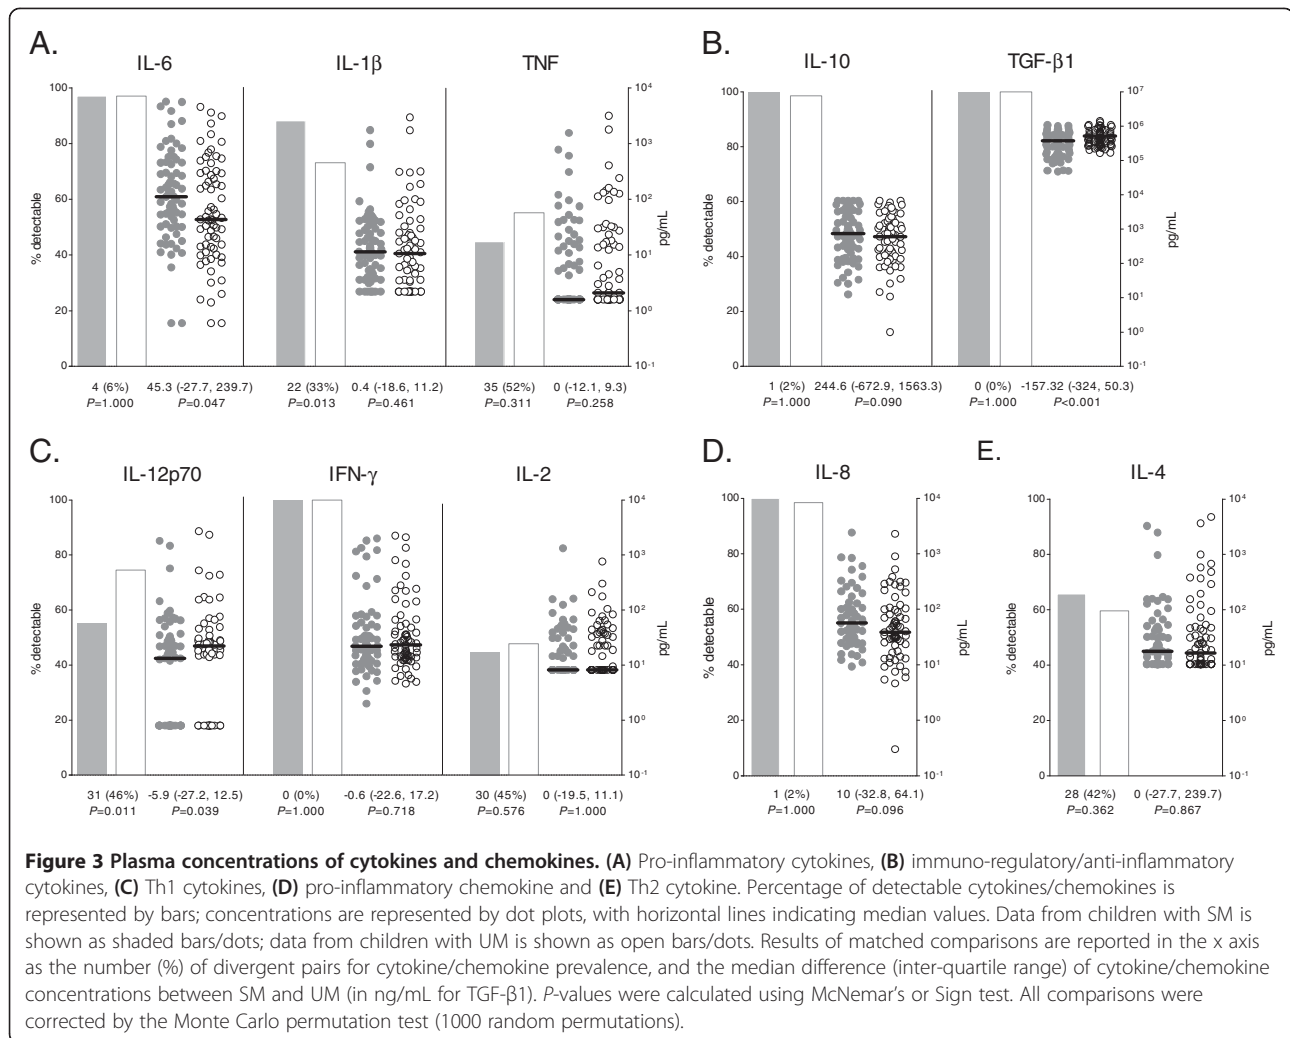 A.
IL-6
IL-1β
TNF
100
80
60
40
20
0
% detectable
10⁴
10³
10²
10¹
10⁰
10⁻¹
pg/mL
4 (6%) 45.3 (-27.7, 239.7) 22 (33%) 0.4 (-18.6, 11.2) 35 (52%) 0 (-12.1, 9.3)
P=1.000 P=0.047 P=0.013 P=0.461 P=0.311 P=0.258
B.
IL-10
TGF-β1
100
80
60
40
20
0
% detectable
10⁷
10⁶
10⁵
10⁴
10³
10²
10¹
10⁰
10⁻¹
pg/mL
1 (2%) 244.6 (-672.9, 1563.3) 0 (0%) -157.32 (-324, 50.3)
P=1.000 P=0.090 P=1.000 P<0.001
C.
IL-12p70
IFN-γ
IL-2
100
80
60
40
20
0
% detectable
10⁴
10³
10²
10¹
10⁰
10⁻¹
pg/mL
31 (46%) -5.9 (-27.2, 12.5) 0 (0%) -0.6 (-22.6, 17.2) 30 (45%) 0 (-19.5, 11.1)
P=0.011 P=0.039 P=1.000 P=0.718 P=0.576 P=1.000
D.
IL-8
100
80
60
40
20
0
% detectable
10⁴
10³
10²
10¹
10⁰
10⁻¹
pg/mL
1 (2%) 10 (-32.8, 64.1)
P=1.000 P=0.096
E.
IL-4
100
80
60
40
20
0
% detectable
10⁴
10³
10²
10¹
10⁰
10⁻¹
pg/mL
28 (42%) 0 (-27.7, 239.7)
P=0.362 P=0.867
Figure 3 Plasma concentrations of cytokines and chemokines. (A) Pro-inflammatory cytokines, (B) immuno-regulatory/anti-inflammatory
cytokines, (C) Th1 cytokines, (D) pro-inflammatory chemokine and (E) Th2 cytokine. Percentage of detectable cytokines/chemokines is
represented by bars; concentrations are represented by dot plots, with horizontal lines indicating median values. Data from children with SM is
shown as shaded bars/dots; data from children with UM is shown as open bars/dots. Results of matched comparisons are reported in the x axis
as the number (%) of divergent pairs for cytokine/chemokine prevalence, and the median difference (inter-quartile range) of cytokine/chemokine
concentrations between SM and UM (in ng/mL for TGF-β1). P-values were calculated using McNemar's or Sign test. All comparisons were
corrected by the Monte Carlo permutation test (1000 random permutations).